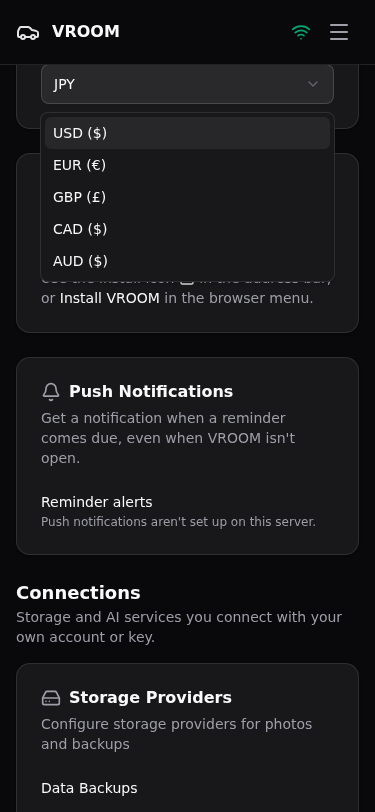 VROOM
JPY
USD ($)
EUR (€)
GBP (£)
CAD ($)
AUD ($)
or Install VROOM in the browser menu.
Push Notifications
Get a notification when a reminder
comes due, even when VROOM isn't
open.
Reminder alerts
Push notifications aren't set up on this server.
Connections
Storage and AI services you connect with your
own account or key.
Storage Providers
Configure storage providers for photos
and backups
Data Backups